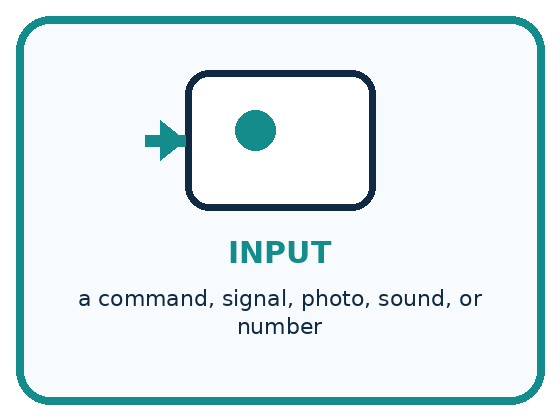 INPUT
a command, signal, photo, sound, or
number